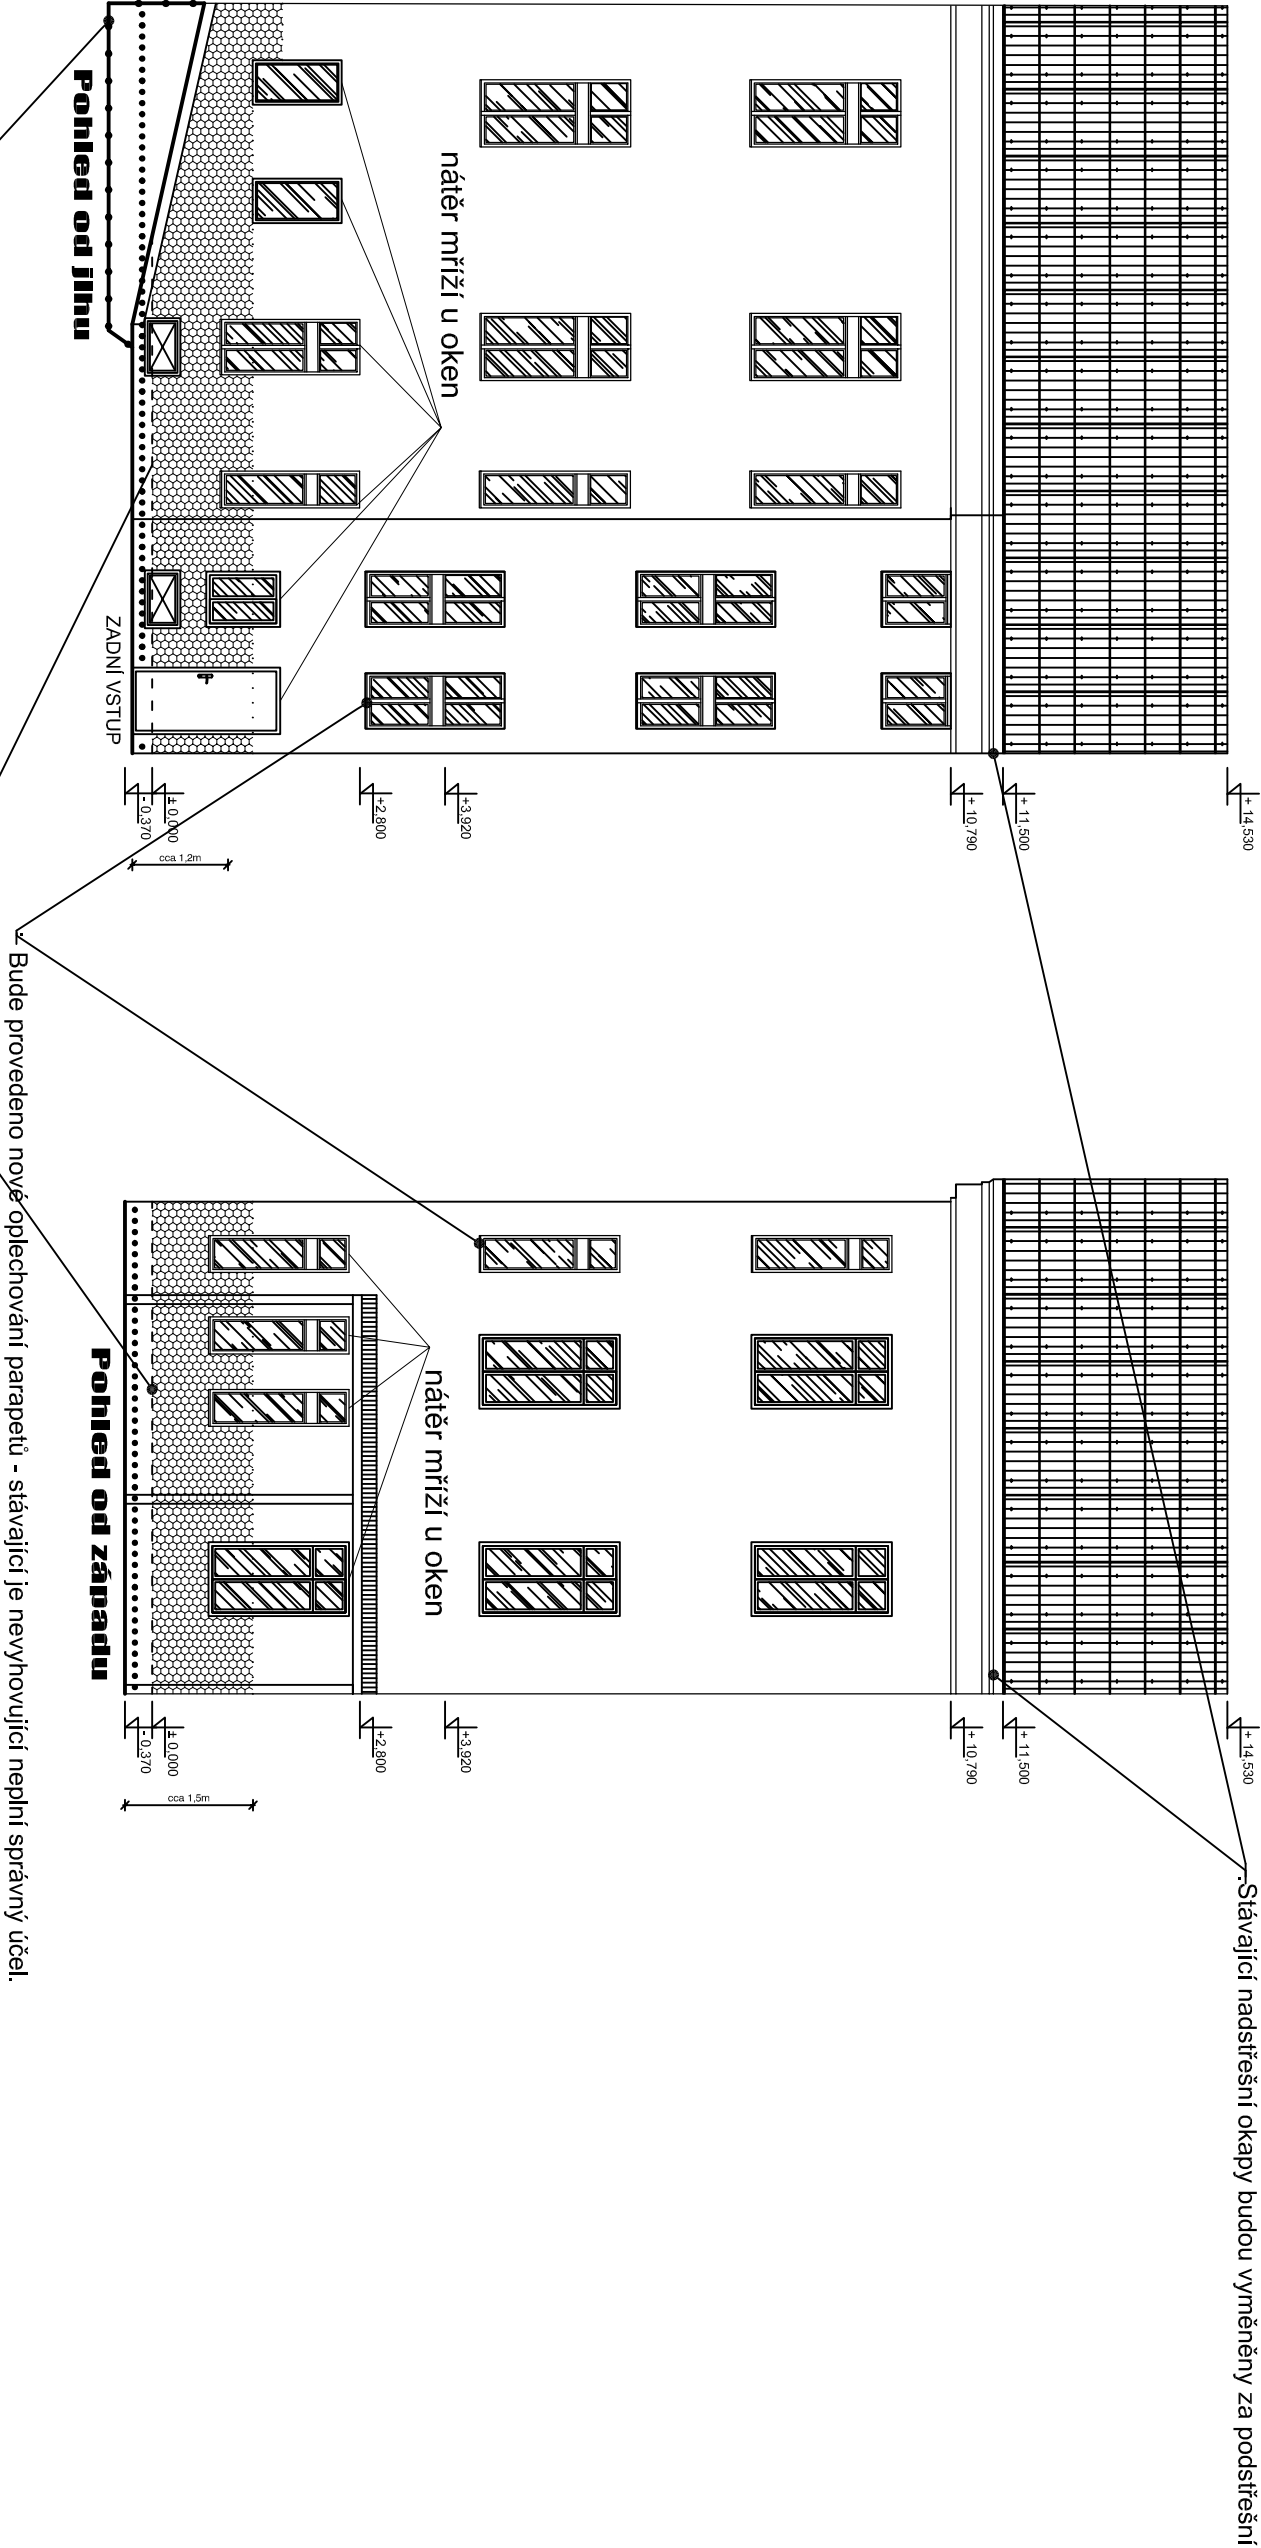 .Stávající nadstřešní okapy budou vyměněny za podstřešní
+ 14,530
+ 11,500
+ 10,790
+3,920
+2,800
± 0,000
- 0,370
cca 1,2m
nátěr mříží u oken
ZADNÍ VSTUP
Pohled od jihu
+ 14,530
+ 11,500
+ 10,790
+3,920
+2,800
± 0,000
- 0,370
cca 1,5m
nátěr mříží u oken
Pohled od západu
. Bude provedeno nové oplechování parapetů - stávající je nevyhovující neplní správný účel.